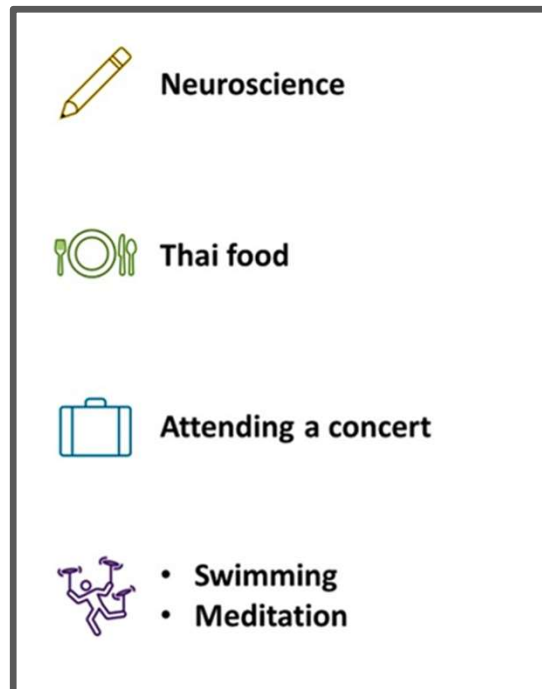 Neuroscience
Thai food
Attending a concert
• Swimming
• Meditation